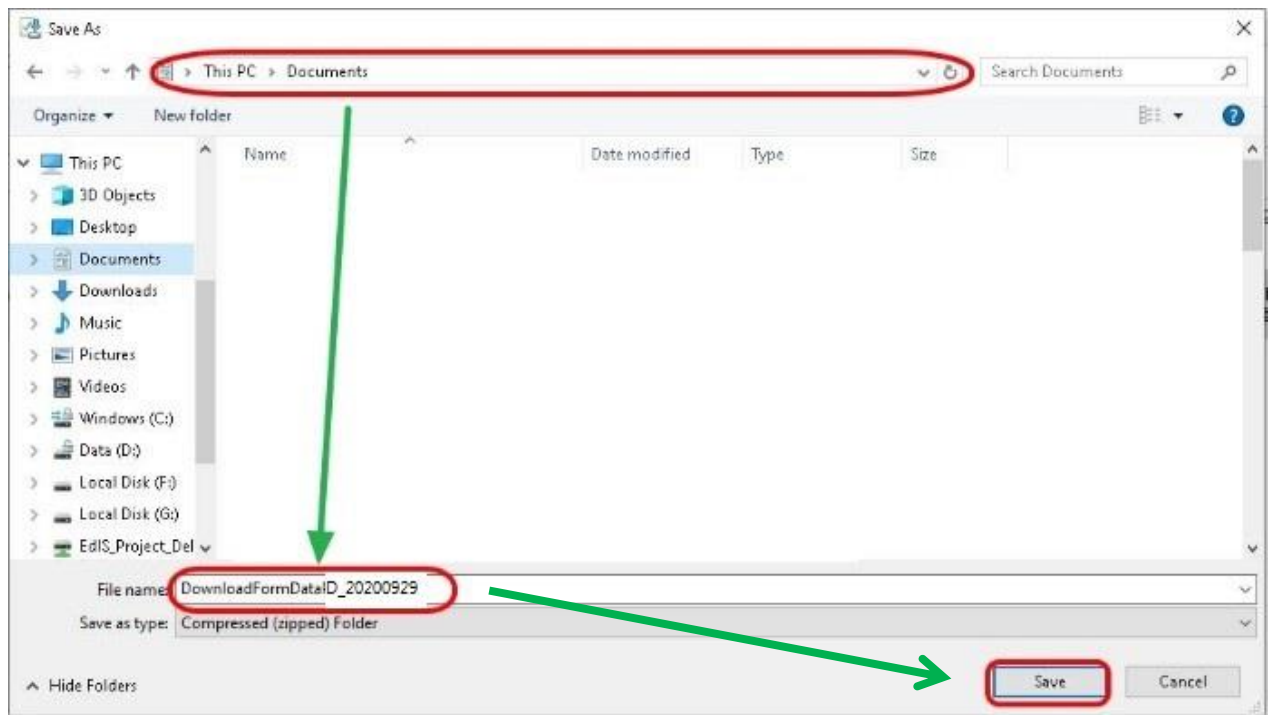 Save As
This PC > Documents
Search Documents
Organize
New folder
Name
Date modified
Type
Size
This PC
3D Objects
Desktop
Documents
Downloads
Music
Pictures
Videos
Windows (C:)
Data (D:)
Local Disk (F:)
Local Disk (G:)
EdIS_Project_Del
File name: DownloadFormDataID_20200929
Save as type: Compressed (zipped) Folder
Hide Folders
Save
Cancel